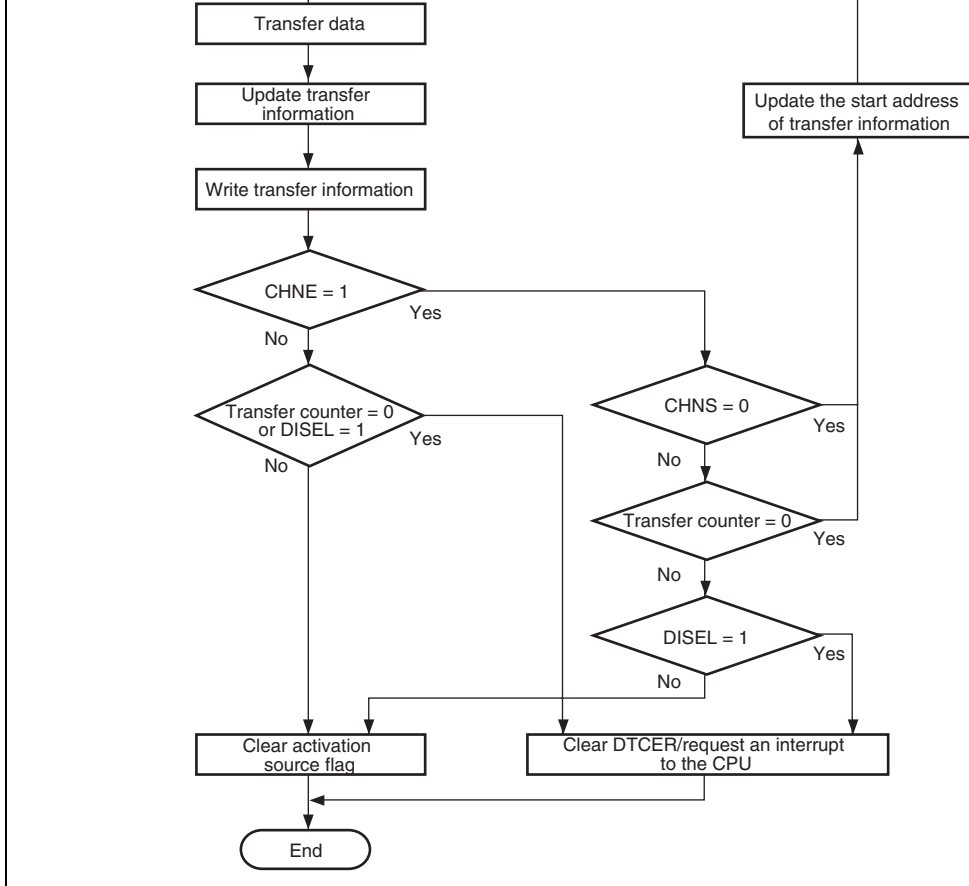 Transfer data
Update transfer
information
Update the start address
of transfer information
Write transfer information
CHNE = 1
Yes
No
Transfer counter = 0
or DISEL = 1
Yes
No
CHNS = 0
Yes
No
Transfer counter = 0
Yes
No
DISEL = 1
Yes
No
Clear activation
source flag
Clear DTCER/request an interrupt
to the CPU
End